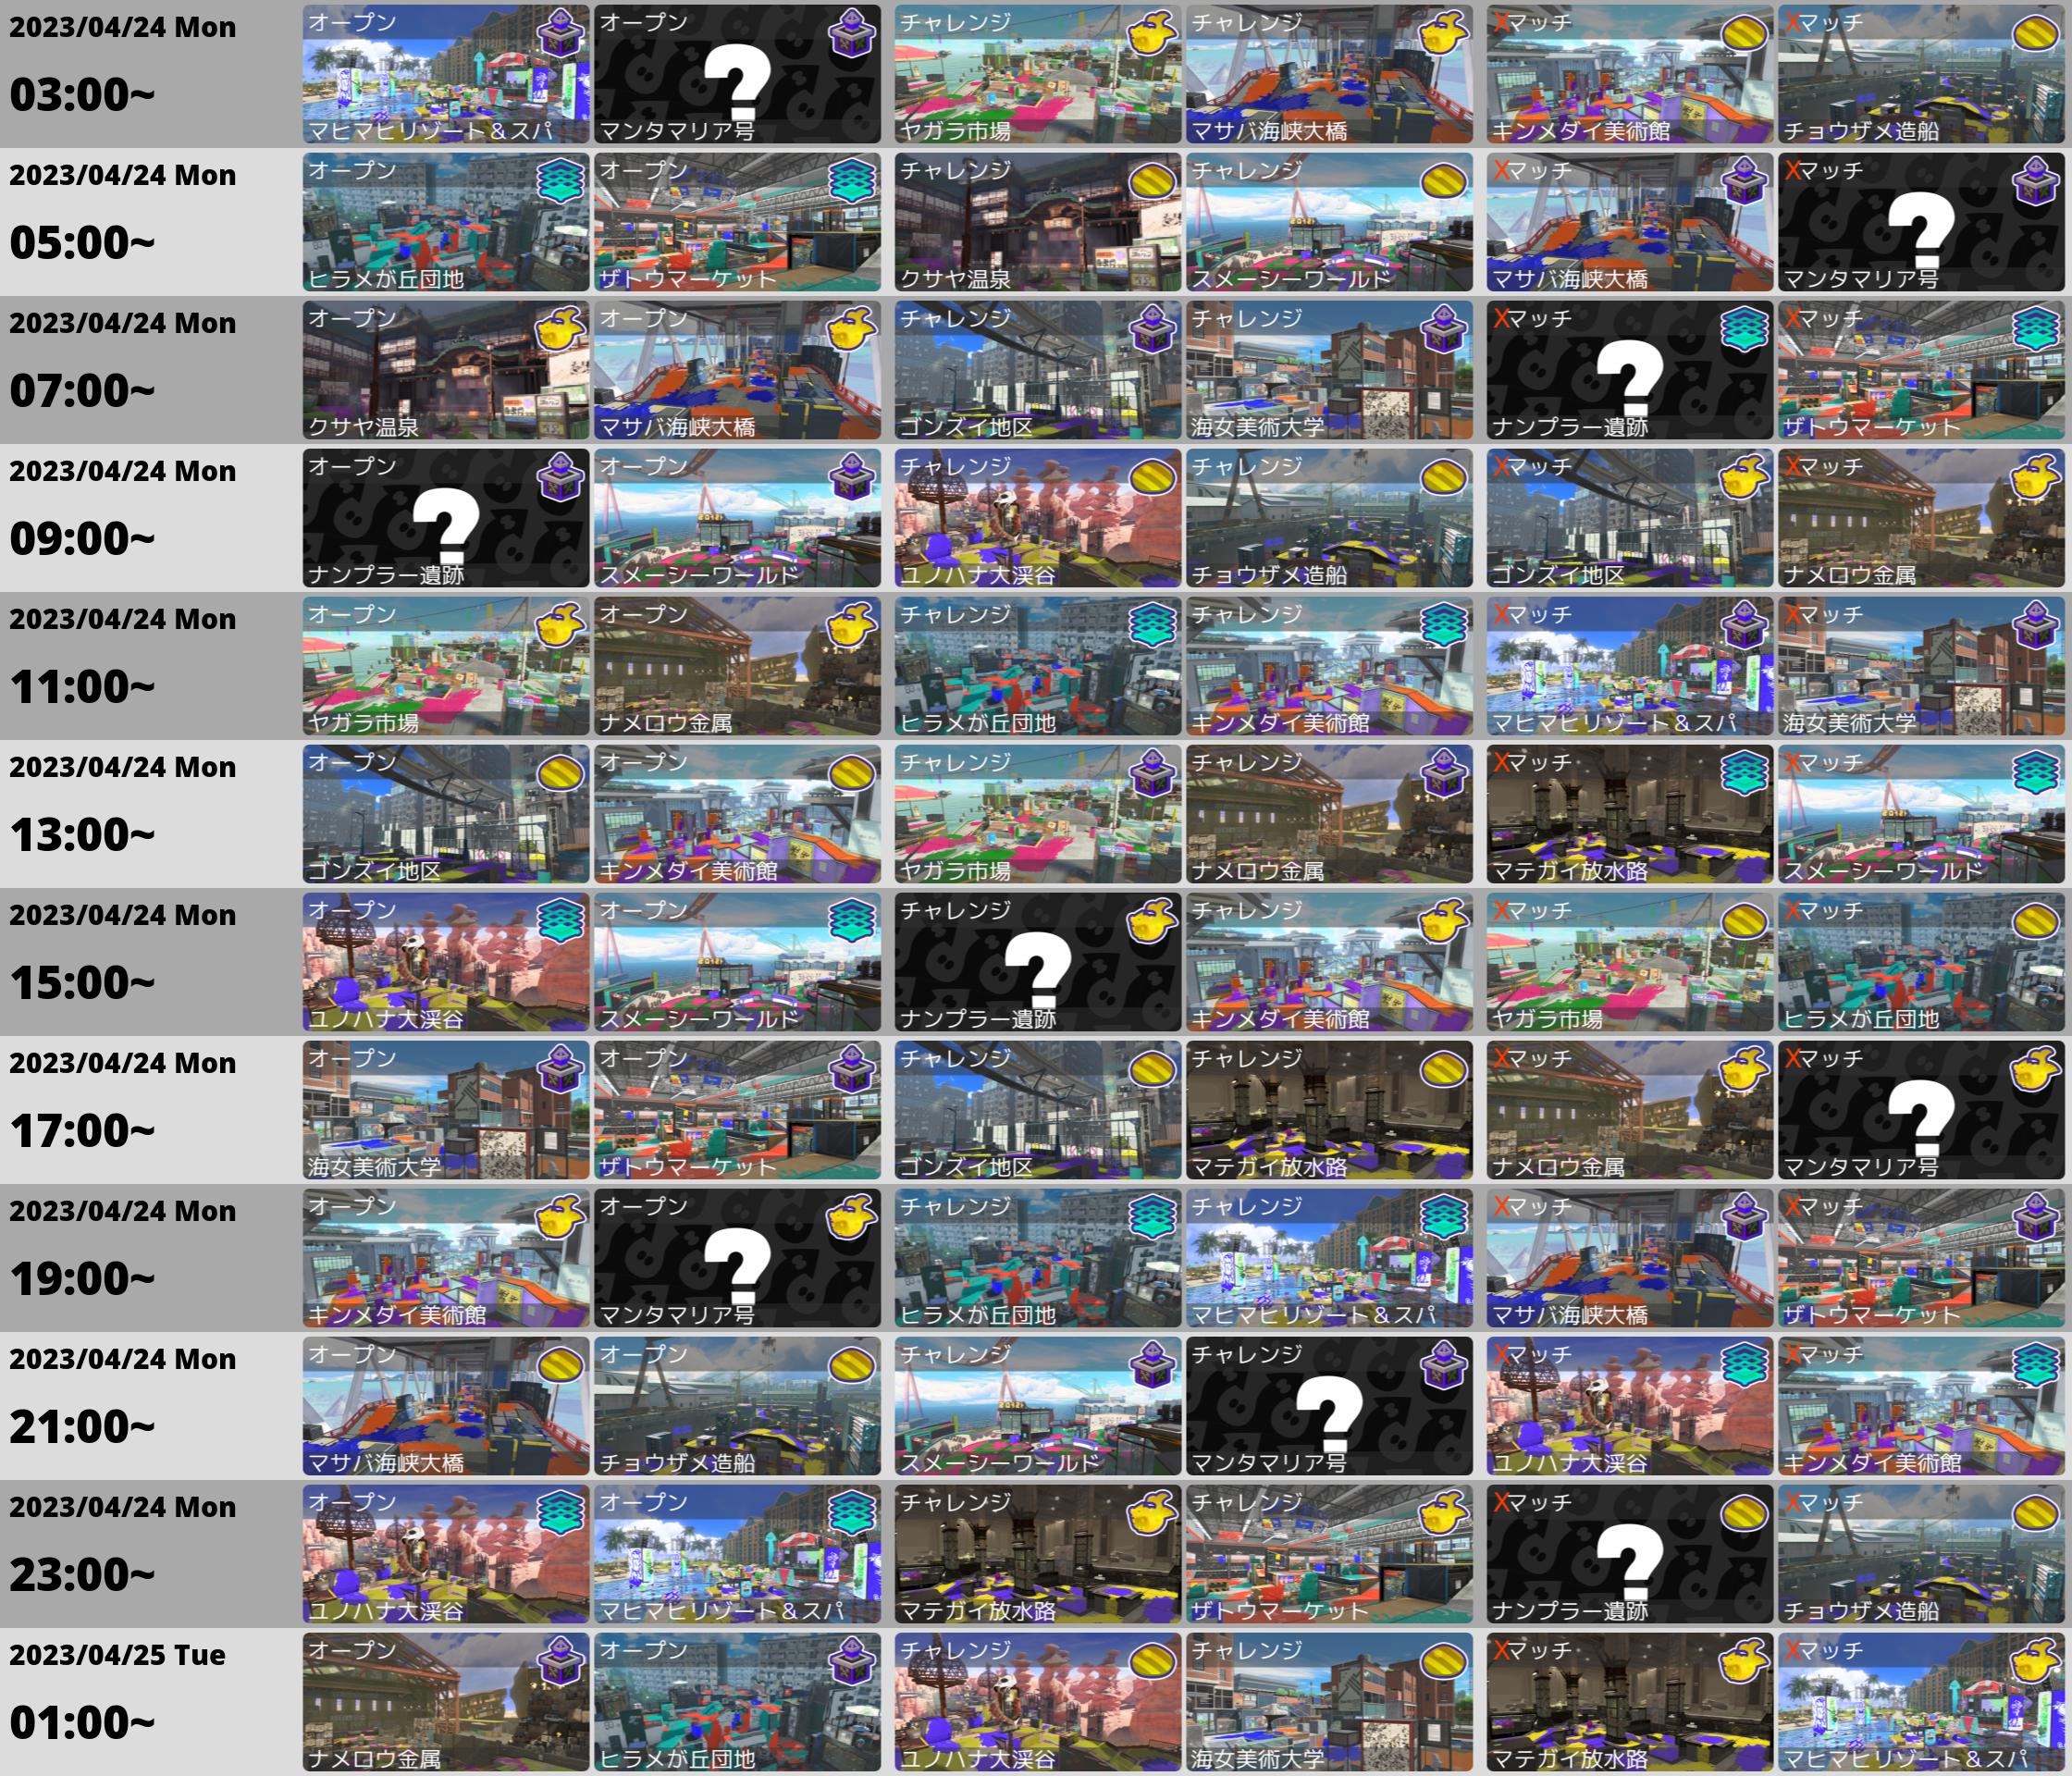 2023/04/24 Mon
03:00~
オープン オープン チャレンジ チャレンジ Xマッチ Xマッチ
マヒマヒリゾート&スパ マンタマリア号 ヤガラ市場 マサバ海峡大橋 キンメダイ美術館 チョウザメ造船
2023/04/24 Mon
05:00~
オープン オープン チャレンジ チャレンジ Xマッチ Xマッチ
ヒラメが丘団地 ザトウマーケット クサヤ温泉 スメーシーワールド マサバ海峡大橋 マンタマリア号
2023/04/24 Mon
07:00~
オープン オープン チャレンジ チャレンジ Xマッチ Xマッチ
クサヤ温泉 マサバ海峡大橋 ゴンズイ地区 海女美術大学 ナンプラー遺跡 ザトウマーケット
2023/04/24 Mon
09:00~
オープン オープン チャレンジ チャレンジ Xマッチ Xマッチ
ナンプラー遺跡 スメーシーワールド ユノハナ大渓谷 チョウザメ造船 ゴンズイ地区 ナメロウ金属
2023/04/24 Mon
11:00~
オープン オープン チャレンジ チャレンジ Xマッチ Xマッチ
ヤガラ市場 ナメロウ金属 ヒラメが丘団地 キンメダイ美術館 マヒマヒリゾート&スパ 海女美術大学
2023/04/24 Mon
13:00~
オープン オープン チャレンジ チャレンジ Xマッチ Xマッチ
ゴンズイ地区 キンメダイ美術館 ヤガラ市場 ナメロウ金属 マテガイ放水路 スメーシーワールド
2023/04/24 Mon
15:00~
オープン オープン チャレンジ チャレンジ Xマッチ Xマッチ
ユノハナ大渓谷 スメーシーワールド ナンプラー遺跡 キンメダイ美術館 ヤガラ市場 ヒラメが丘団地
2023/04/24 Mon
17:00~
オープン オープン チャレンジ チャレンジ Xマッチ Xマッチ
海女美術大学 ザトウマーケット ゴンズイ地区 マテガイ放水路 ナメロウ金属 マンタマリア号
2023/04/24 Mon
19:00~
オープン オープン チャレンジ チャレンジ Xマッチ Xマッチ
キンメダイ美術館 マンタマリア号 ヒラメが丘団地 マヒマヒリゾート&スパ マサバ海峡大橋 ザトウマーケット
2023/04/24 Mon
21:00~
オープン オープン チャレンジ チャレンジ Xマッチ Xマッチ
マサバ海峡大橋 チョウザメ造船 スメーシーワールド マンタマリア号 ユノハナ大渓谷 キンメダイ美術館
2023/04/24 Mon
23:00~
オープン オープン チャレンジ チャレンジ Xマッチ Xマッチ
ユノハナ大渓谷 マヒマヒリゾート&スパ マテガイ放水路 ザトウマーケット ナンプラー遺跡 チョウザメ造船
2023/04/25 Tue
01:00~
オープン オープン チャレンジ チャレンジ Xマッチ Xマッチ
ナメロウ金属 ヒラメが丘団地 ユノハナ大渓谷 海女美術大学 マテガイ放水路 マヒマヒリゾート&スパ